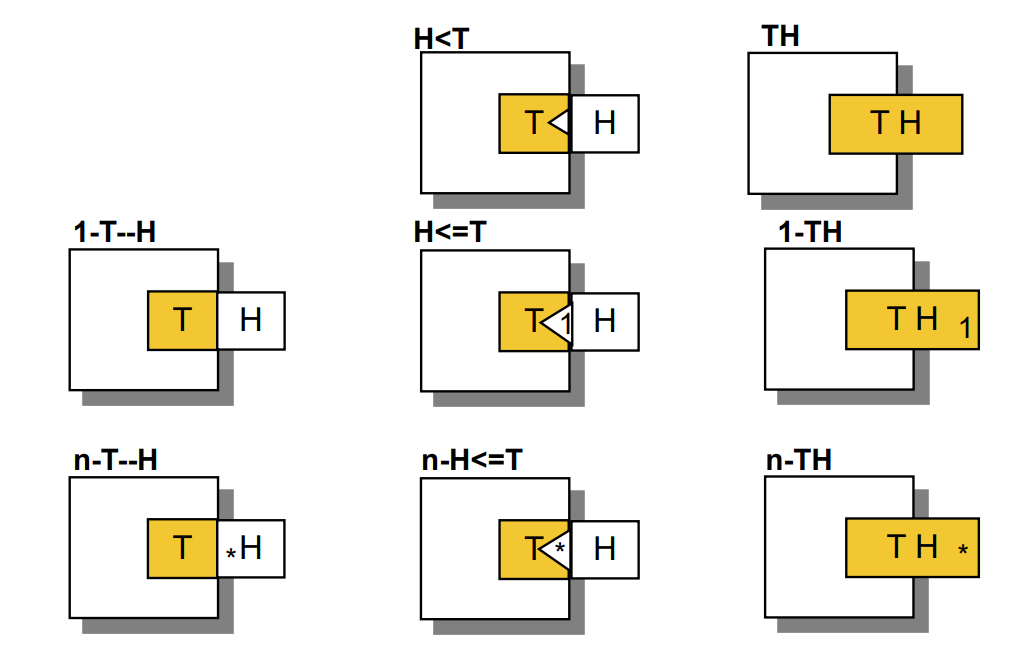 H<T
T H
TH
T H
1-T--H
T H
H<=T
T 1 H
1-TH
T H 1
n-T--H
T *H
n-H<=T
T * H
n-TH
T H *